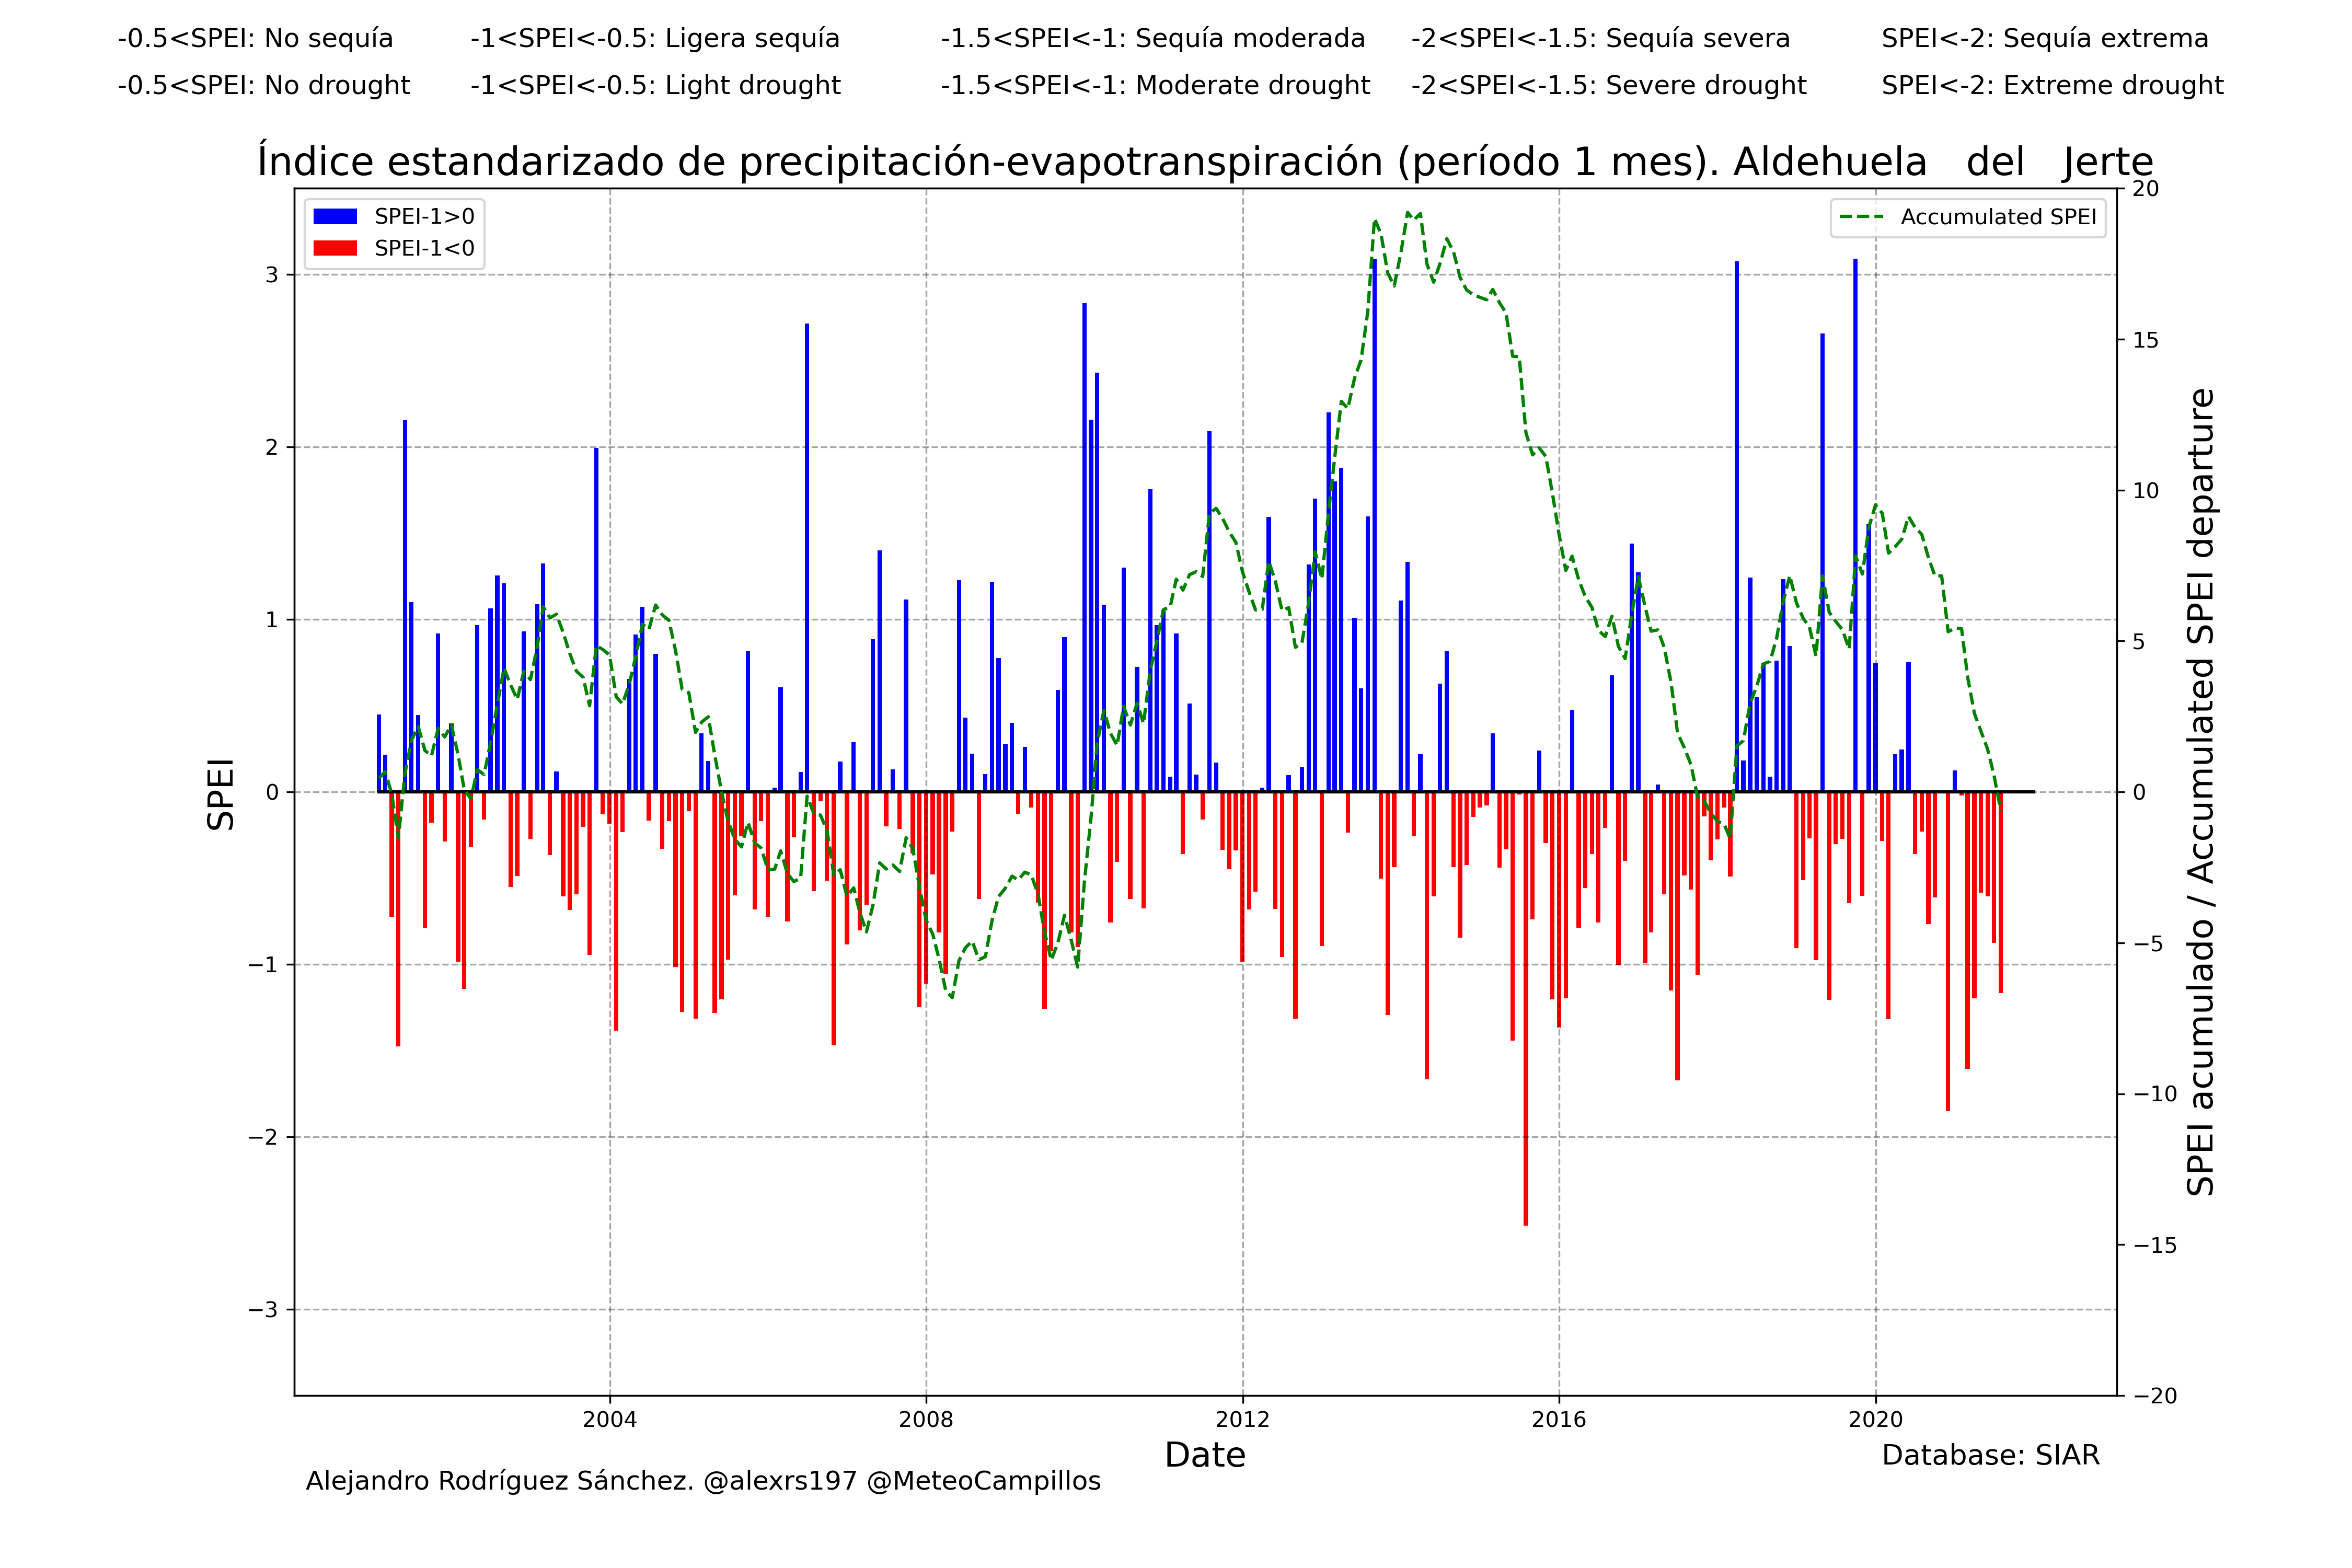 -0.5<SPEI: No sequía -1<SPEI<-0.5: Ligera sequía -1.5<SPEI<-1: Sequía moderada -2<SPEI<-1.5: Sequía severa SPEI<-2: Sequía extrema
-0.5<SPEI: No drought -1<SPEI<-0.5: Light drought -1.5<SPEI<-1: Moderate drought -2<SPEI<-1.5: Severe drought SPEI<-2: Extreme drought
Índice estandarizado de precipitación-evapotranspiración (período 1 mes). Aldehuela del Jerte
SPEI-1>0
SPEI-1<0
Accumulated SPEI
SPEI
3
2
1
0
−1
−2
−3
20
15
10
5
0
−5
−10
−15
−20
SPEI acumulado / Accumulated SPEI departure
2004 2008 2012 2016 2020
Date
Database: SIAR
Alejandro Rodríguez Sánchez. @alexrs197 @MeteoCampillos